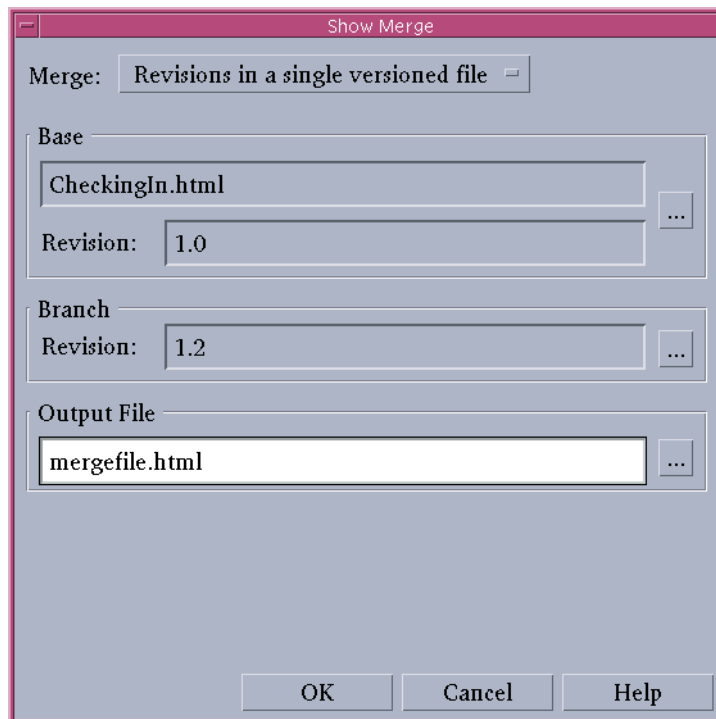 Show Merge
Merge: Revisions in a single versioned file
Base
CheckingIn.html
...
Revision: 1.0
Branch
Revision: 1.2 ...
Output File
mergefile.html ...
OK Cancel Help